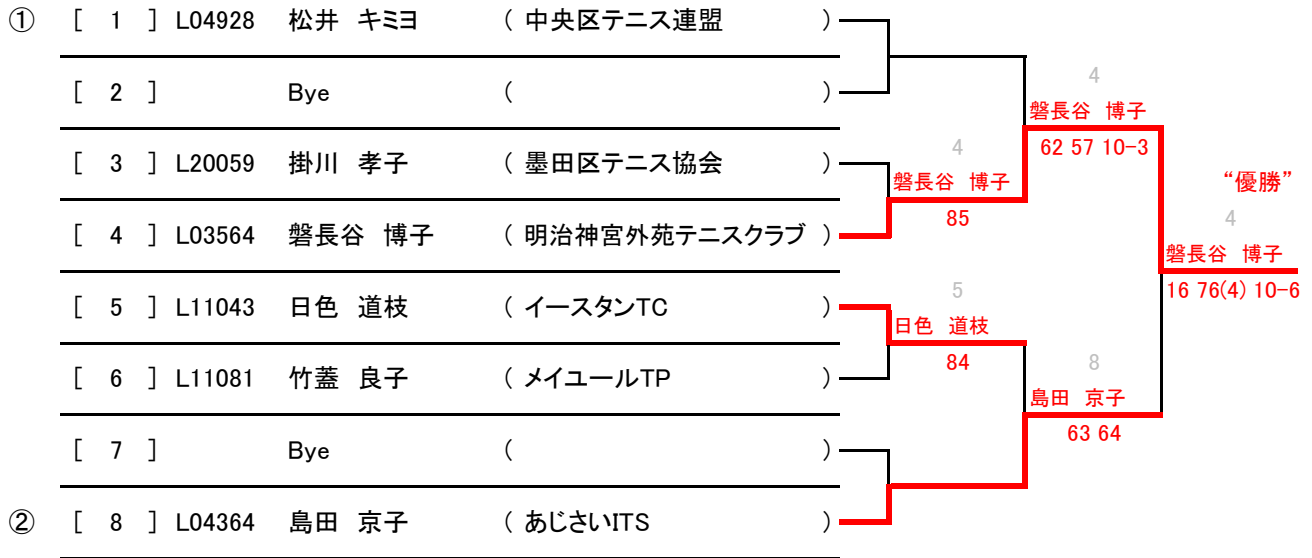 ① [ 1 ] L04928 松井 キミヨ ( 中央区テニス連盟 )
[ 2 ] Bye ( )
4
磐長谷 博子
62 57 10-3
[ 3 ] L20059 掛川 孝子 ( 墨田区テニス協会 )
4
磐長谷 博子
85
[ 4 ] L03564 磐長谷 博子 ( 明治神宮外苑テニスクラブ )
“優勝”
4
磐長谷 博子
16 76(4) 10-6
[ 5 ] L11043 日色 道枝 ( イースタンTC )
5
日色 道枝
84
[ 6 ] L11081 竹蓋 良子 ( メイユールTP )
8
島田 京子
63 64
[ 7 ] Bye ( )
② [ 8 ] L04364 島田 京子 ( あじさいITS )